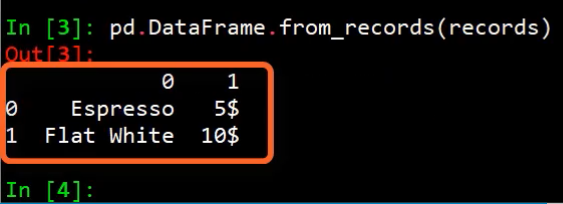 In [3]: pd.DataFrame.from_records(records)
Out[3]:
0 1
0 Espresso 5$
1 Flat White 10$
In [4]: